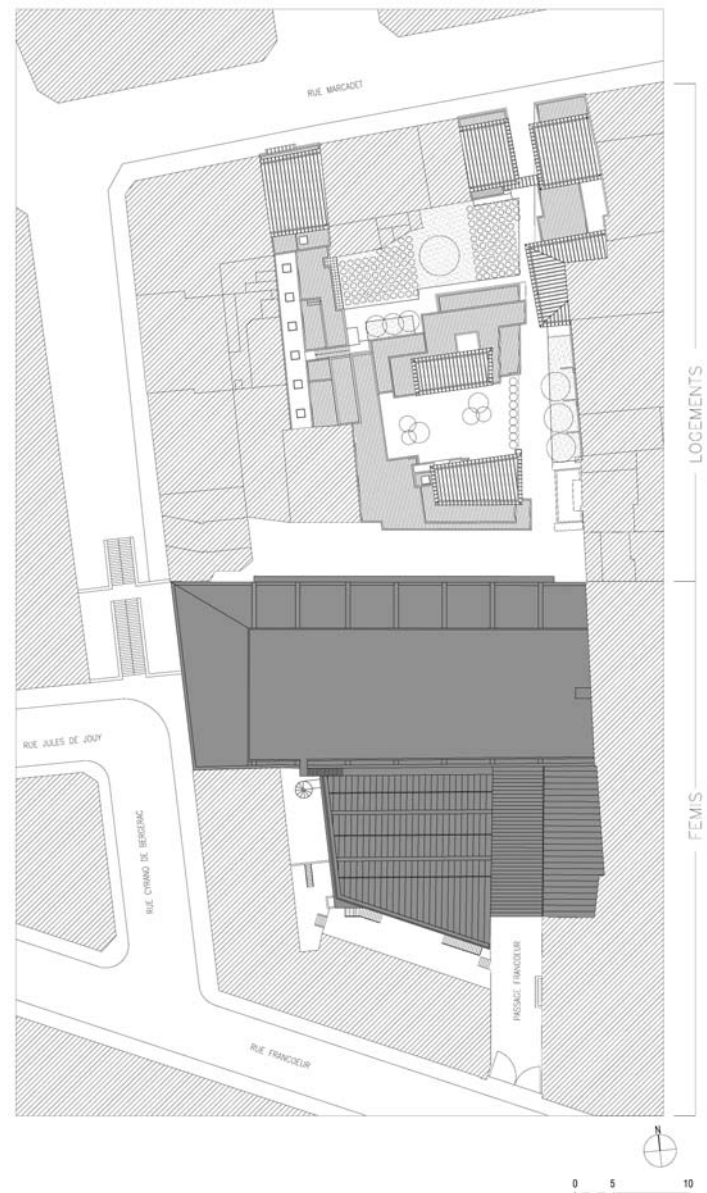 RUE MARCADET
LOGEMENTS
RUE JULES DE JOUY
RUE CYRANO DE BERGERAC
FEMIS
PASSAGE FRANCOEUR
RUE FRANCOEUR
N
0 5 10